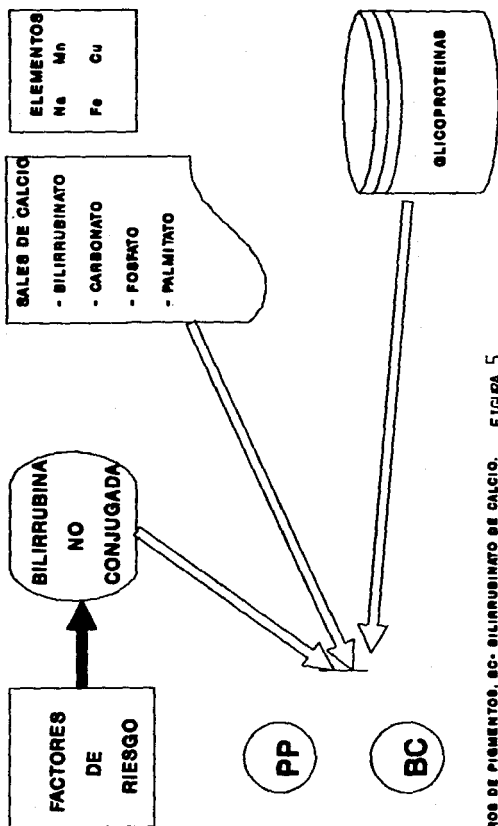 FACTORES
DE
RIESGO
BILIRRUBINA
NO
CONJUGADA
SALES DE CALCIO
- BILIRRUBINATO
- CARBONATO
- FOSFATO
- PALMITATO
ELEMENTOS
Na Mn
Fe Cu
PP
BC
GLICOPROTEINAS
ROS DE PIGMENTOS. BC- BILIRRUBINATO DE CALCIO. FIGURA 5